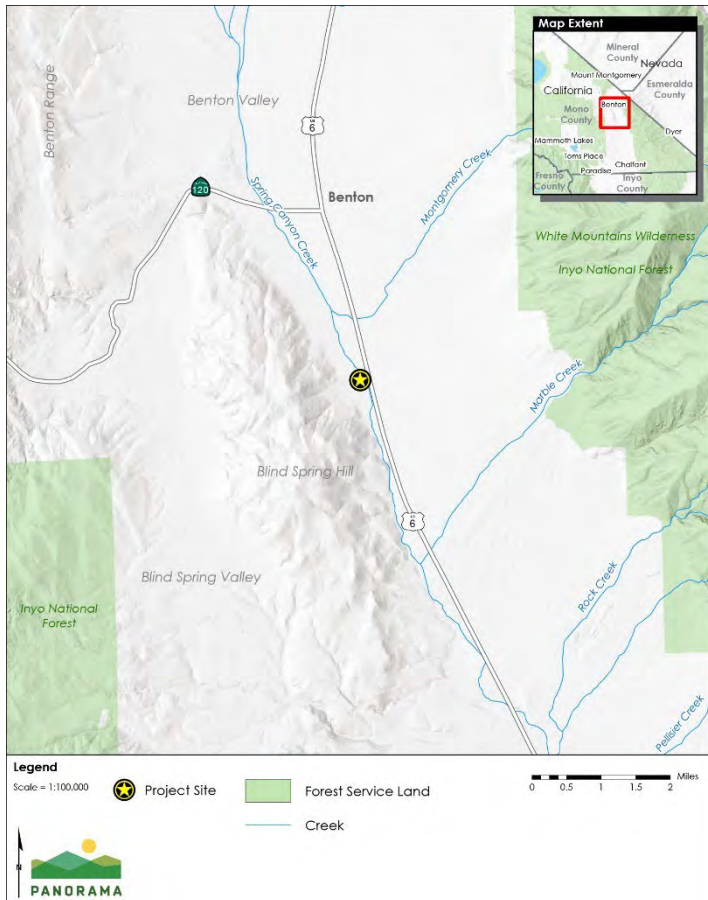 Map Extent
Mineral
County
Nevada
Mount Montgomery
Esmeralda
County
California
Benton
Mono
County
Dyer
Mammoth Lakes
Toms Place
Chalfant
Paradise
Fresno
County
Inyo
County
Benton Range
Benton Valley
6
120
Benton
Spring Canyon Creek
Montgomery Creek
White Mountains Wilderness
Inyo National Forest
Marble Creek
Blind Spring Hill
6
Blind Spring Valley
Rock Creek
Inyo National
Forest
Pellisier Creek
Legend
Scale = 1:100,000
Project Site
Forest Service Land
Creek
Miles
0 0.5 1 1.5 2
N
PANORAMA